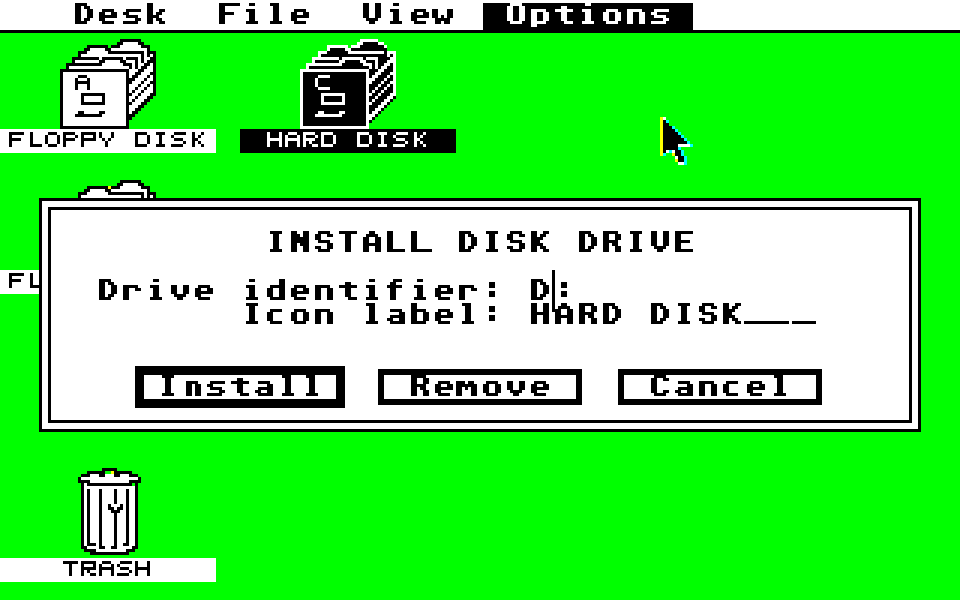 Desk File View Options
A
C
FLOPPY DISK HARD DISK
INSTALL DISK DRIVE
FL
Drive identifier: D:
Icon label: HARD DISK___
Install Remove Cancel
TRASH